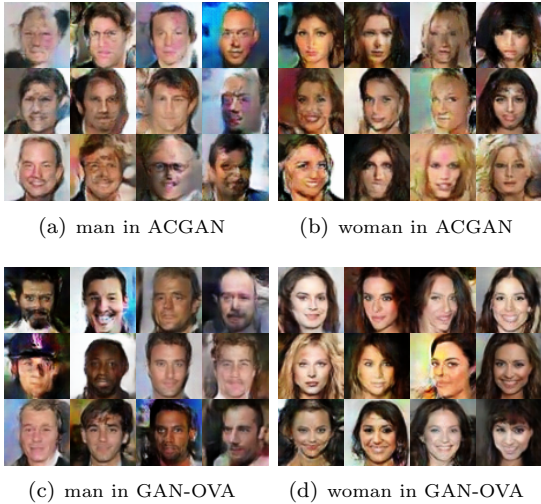 (a) man in ACGAN
(b) woman in ACGAN
(c) man in GAN-OVA
(d) woman in GAN-OVA